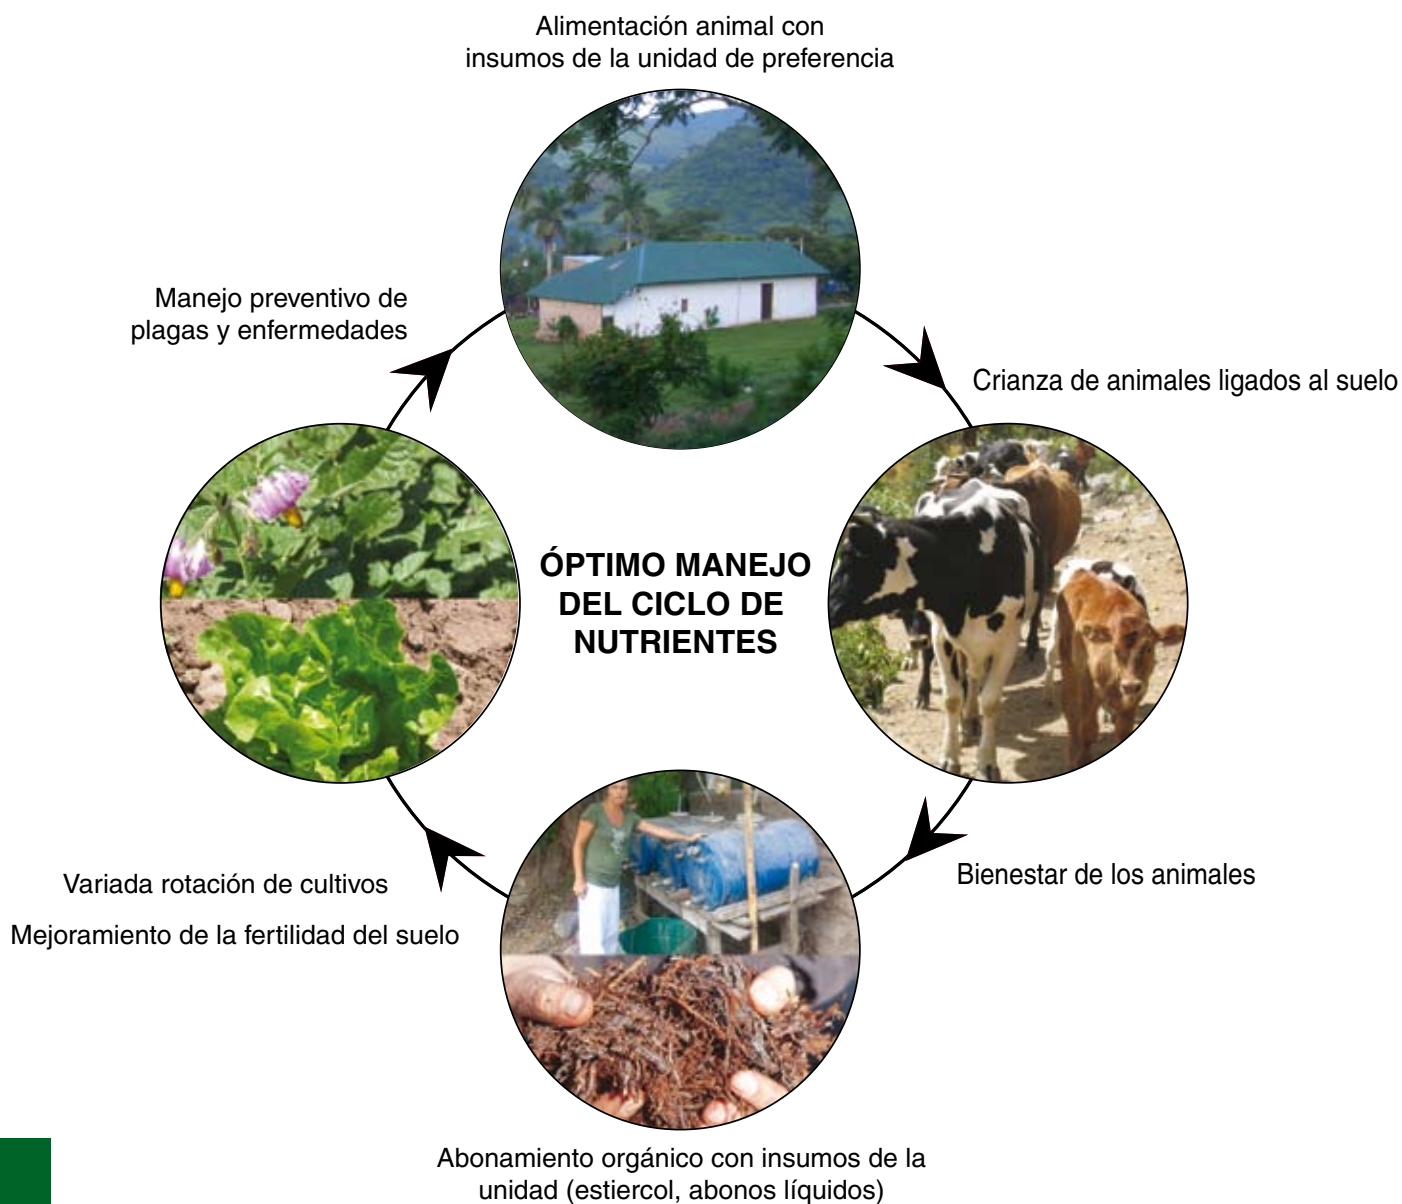 Alimentación animal con
insumos de la unidad de preferencia
Manejo preventivo de
plagas y enfermedades
Crianza de animales ligados al suelo
ÓPTIMO MANEJO
DEL CICLO DE
NUTRIENTES
Bienestar de los animales
Variada rotación de cultivos
Mejoramiento de la fertilidad del suelo
Abonamiento orgánico con insumos de la
unidad (estiercol, abonos líquidos)